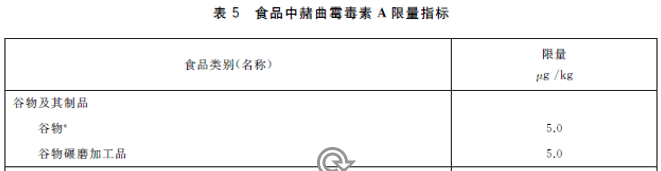 表 5 食品中赭曲霉毒素 A 限量指标
食品类别(名称)
限量
μg /kg
谷物及其制品
谷物ᵃ 5.0
谷物碾磨加工品 5.0